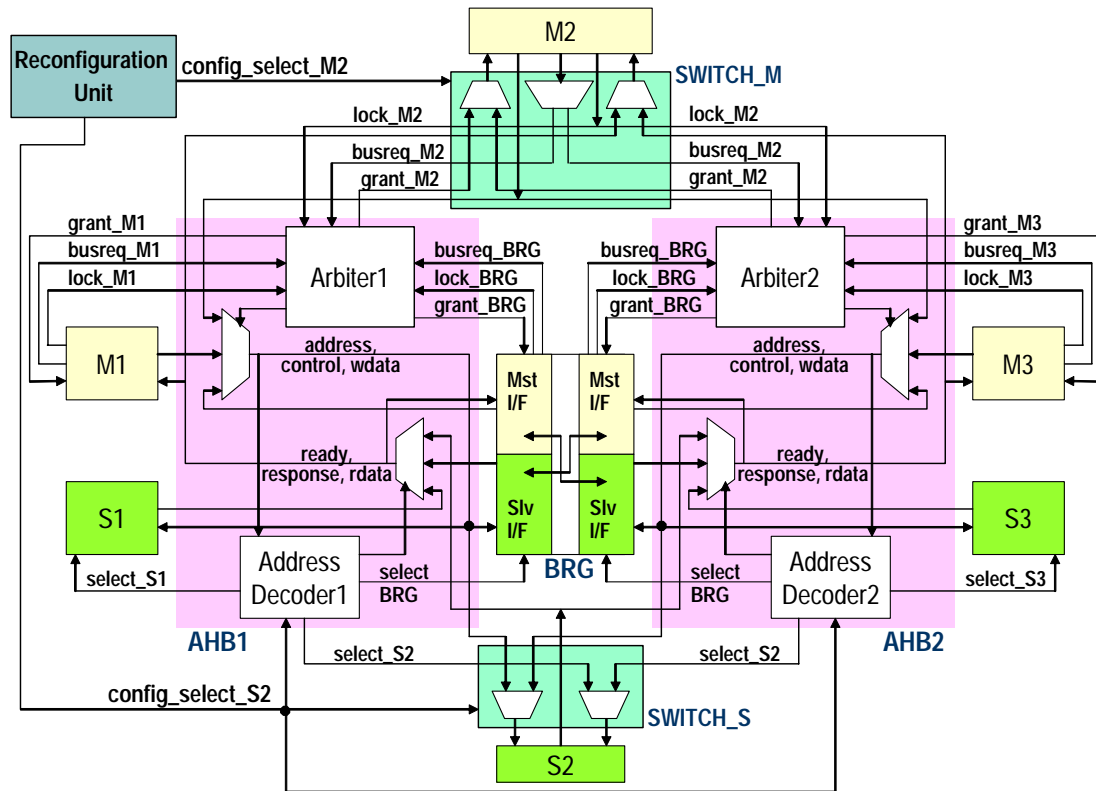 M2
Reconfiguration
Unit
config_select_M2
SWITCH_M
lock_M2
lock_M2
busreq_M2
busreq_M2
grant_M2
grant_M2
grant_M1
grant_M3
busreq_M1
busreq_BRG
busreq_BRG
busreq_M3
lock_M1
Arbiter1
lock_BRG
lock_BRG
Arbiter2
lock_M3
grant_BRG
grant_BRG
M1
address,
control, wdata
Mst
I/F
Mst
I/F
address,
control, wdata
M3
ready,
response, rdata
ready,
response, rdata
S1
Slv
I/F
Slv
I/F
S3
select_S1
Address
Decoder1
select
BRG
BRG
select
BRG
Address
Decoder2
select_S3
AHB1
AHB2
select_S2
select_S2
config_select_S2
SWITCH_S
S2